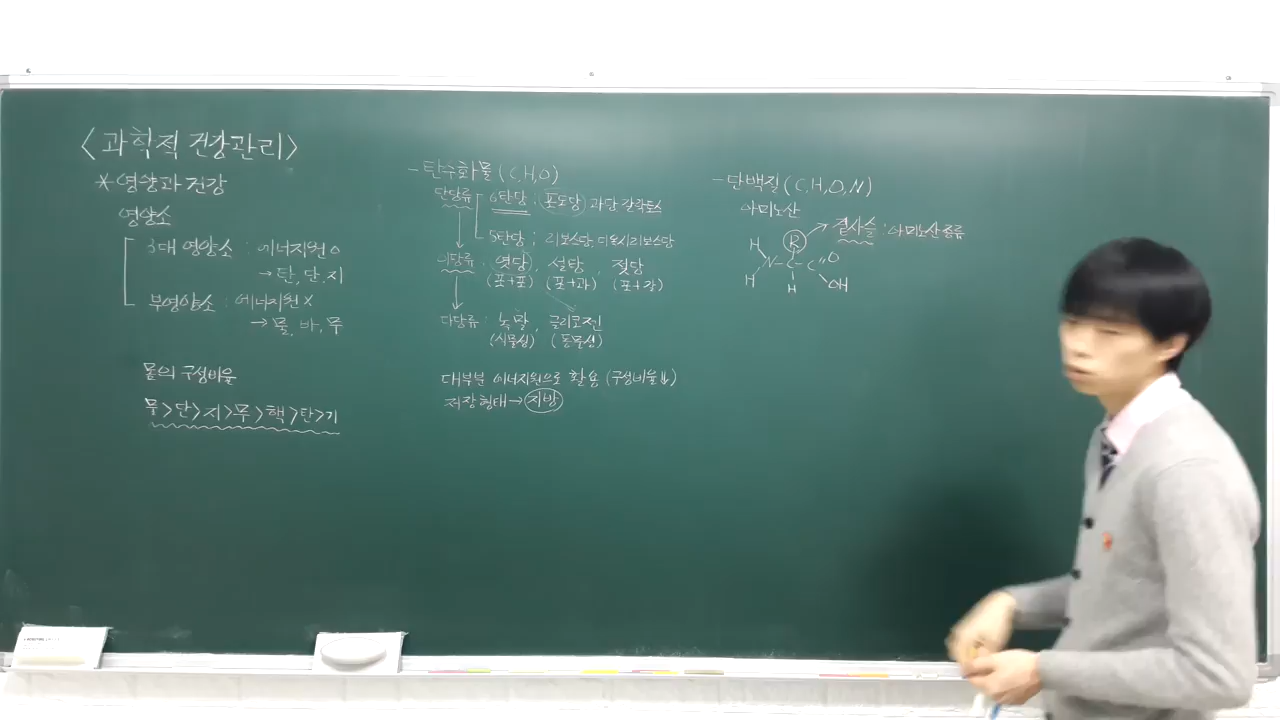 <과학적 건강관리>
*영양과 건강
영양소
3대 영양소 : 에너지원 O
→ 탄, 단, 지
부영양소 : 에너지원 X
→ 물, 바, 무
몸의 구성비율
물>단>지>무>핵>탄>기
- 탄수화물 (C, H, O)
단당류 6탄당 : 포도당 과당 갈락토스
5탄당 : 리보스당, 디옥시리보스당
이당류 : 엿당, 설탕, 젖당
(포+포) (포+과) (포+갈)
다당류 : 녹말, 글리코젠
(식물성) (동물성)
대부분 에너지원으로 활용 (구성비율↓)
저장형태 → 지방
- 단백질 (C, H, O, N)
아미노산
R → 곁사슬 : 아미노산 종류
H
N - C - C = O
H H OH